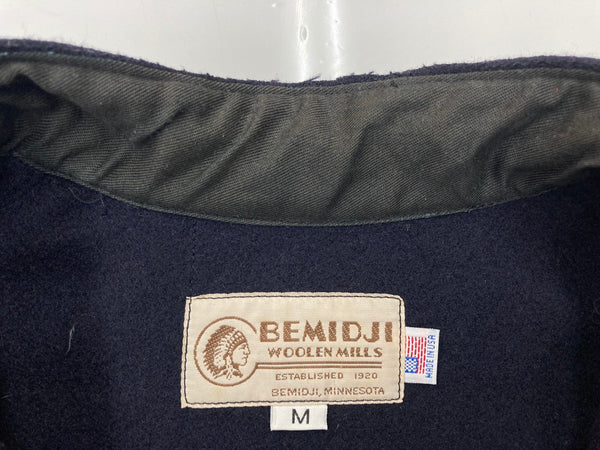 BEMIDJI
WOOLEN MILLS
ESTABLISHED 1920
BEMIDJI, MINNESOTA
MADE IN USA
M